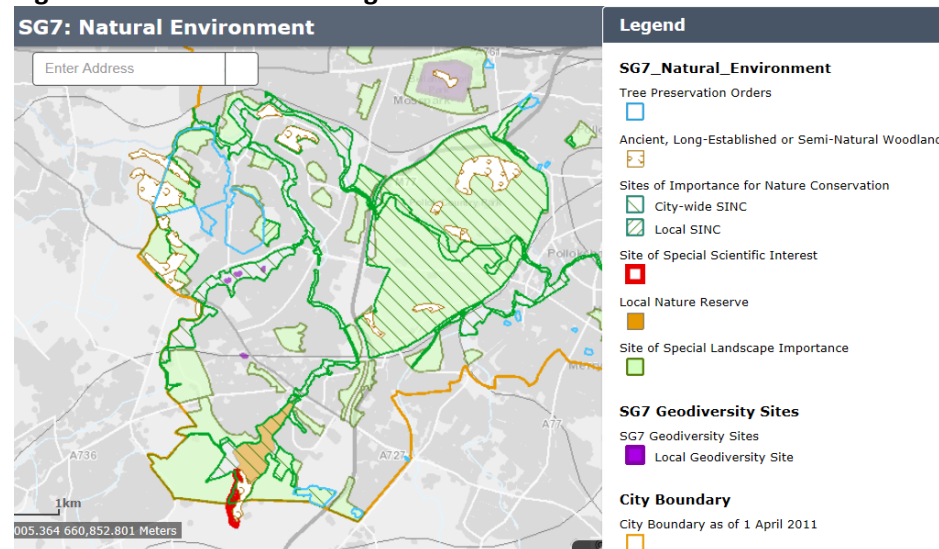 SG7: Natural Environment
Legend
Enter Address
SG7_Natural_Environment
Tree Preservation Orders
Ancient, Long-Established or Semi-Natural Woodland
Sites of Importance for Nature Conservation
City-wide SINC
Local SINC
Site of Special Scientific Interest
Local Nature Reserve
Site of Special Landscape Importance
SG7 Geodiversity Sites
SG7 Geodiversity Sites
Local Geodiversity Site
City Boundary
City Boundary as of 1 April 2011
A736
A727
A77
1km
005.364 660,852.801 Meters